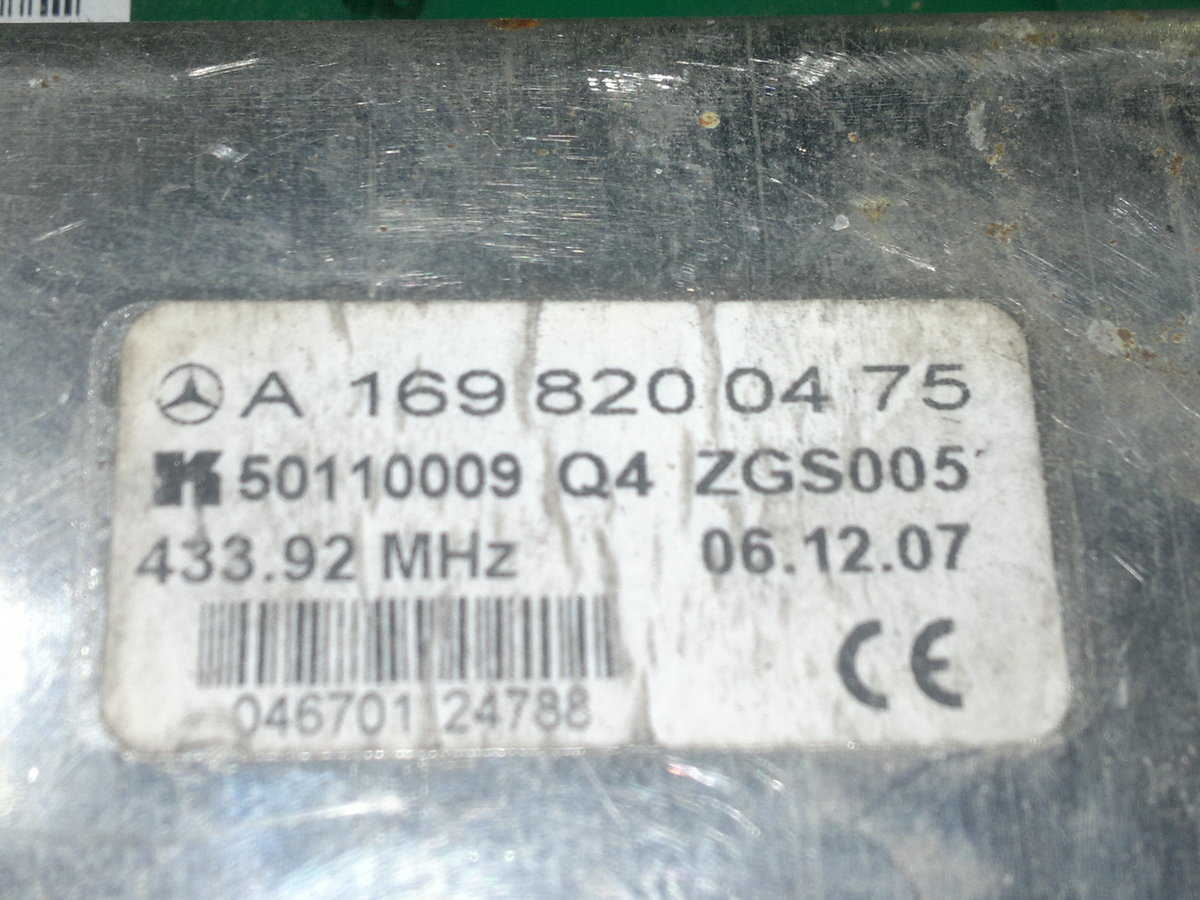 A 169 820 04 75
50110009 Q4 ZGS005
433.92 MHz 06.12.07
046701 24788
CE